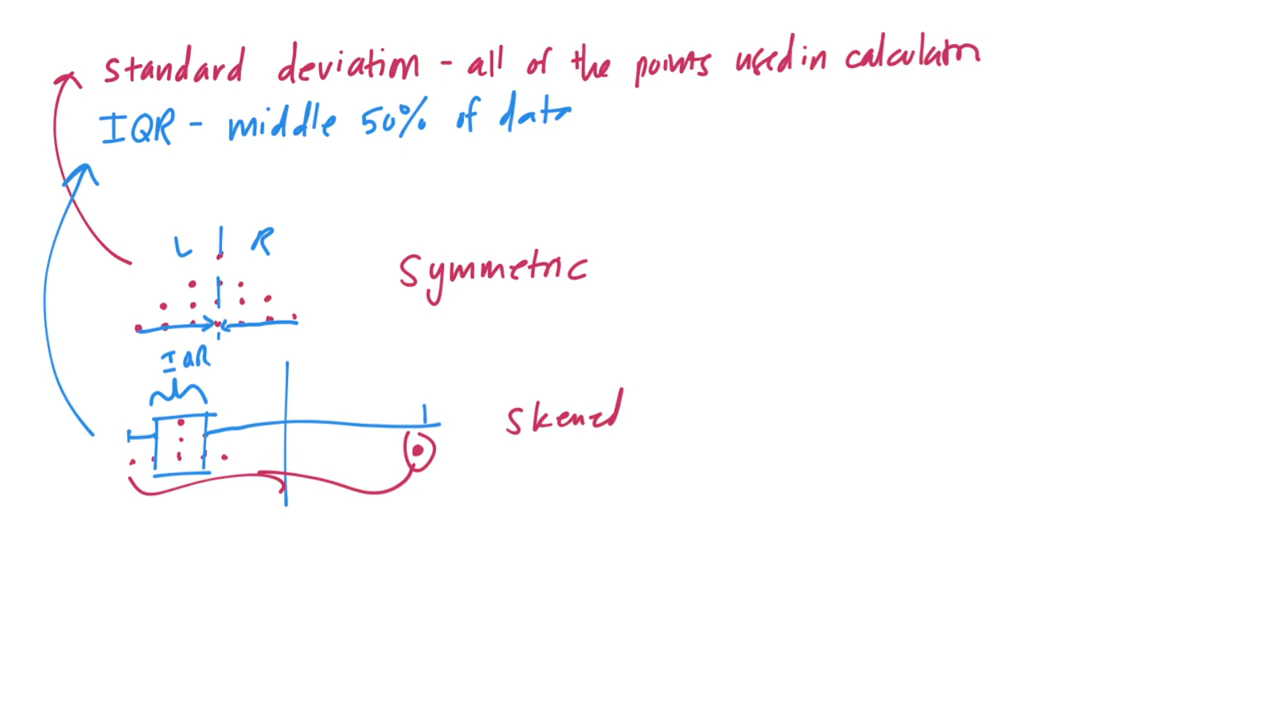 standard deviation - all of the points used in calculatn
IQR - middle 50% of data
L | R
Symmetric
IQR
skewed